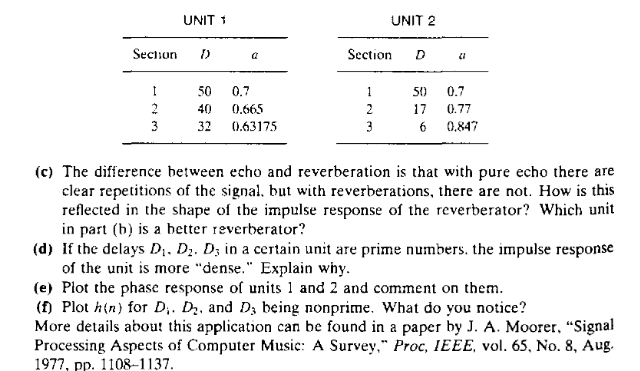 UNIT 1 UNIT 2
Section D a Section D a
1 50 0.7 1 50 0.7
2 40 0.665 2 17 0.77
3 32 0.63175 3 6 0.847
(c) The difference between echo and reverberation is that with pure echo there are
clear repetitions of the signal, but with reverberations, there are not. How is this
reflected in the shape of the impulse response of the reverberator? Which unit
in part (b) is a better reverberator?
(d) If the delays D₁, D₂, D₃ in a certain unit are prime numbers, the impulse response
of the unit is more "dense." Explain why.
(e) Plot the phase response of units 1 and 2 and comment on them.
(f) Plot h(n) for D₁, D₂, and D₃ being nonprime. What do you notice?
More details about this application can be found in a paper by J. A. Moorer, "Signal
Processing Aspects of Computer Music: A Survey," Proc, IEEE, vol. 65, No. 8, Aug.
1977, pp. 1108–1137.